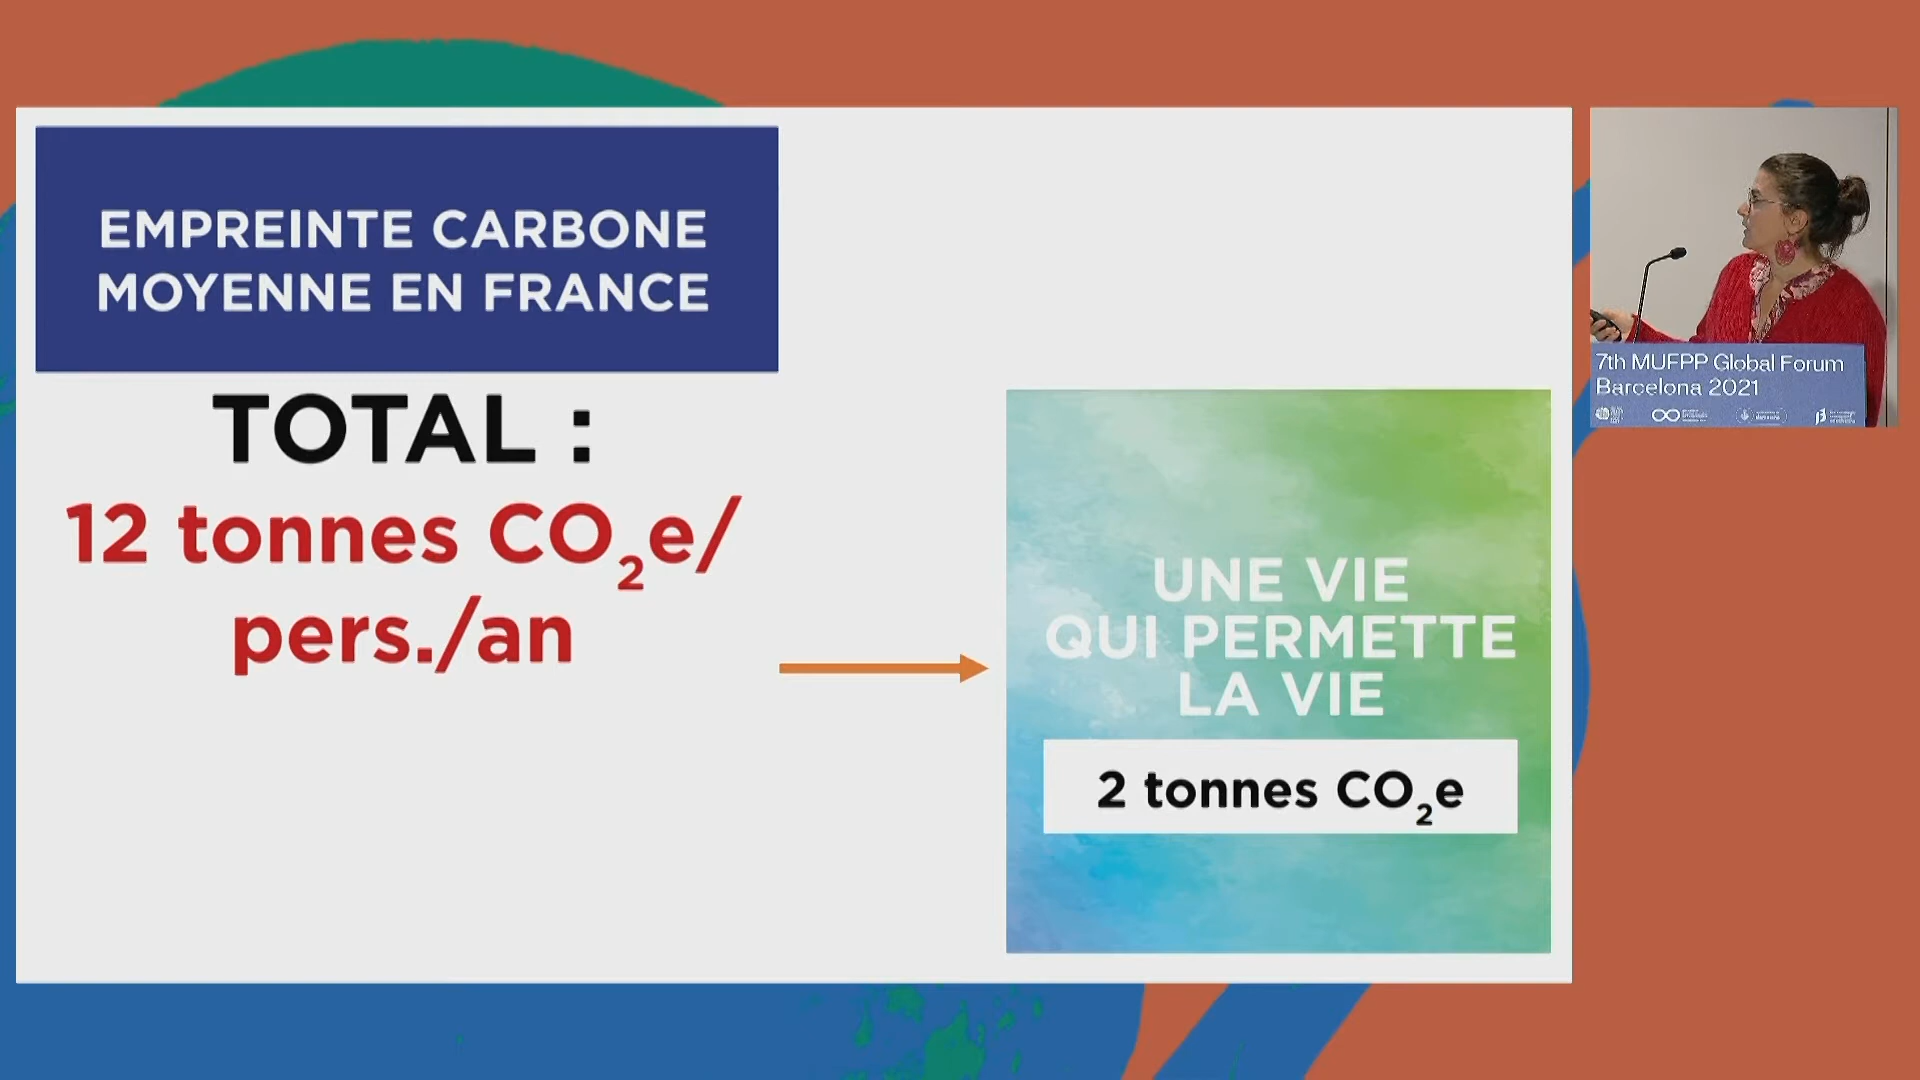 EMPREINTE CARBONE
MOYENNE EN FRANCE
TOTAL :
12 tonnes CO₂e/
pers./an
UNE VIE
QUI PERMETTE
LA VIE
2 tonnes CO₂e
7th MUFPP Global Forum
Barcelona 2021